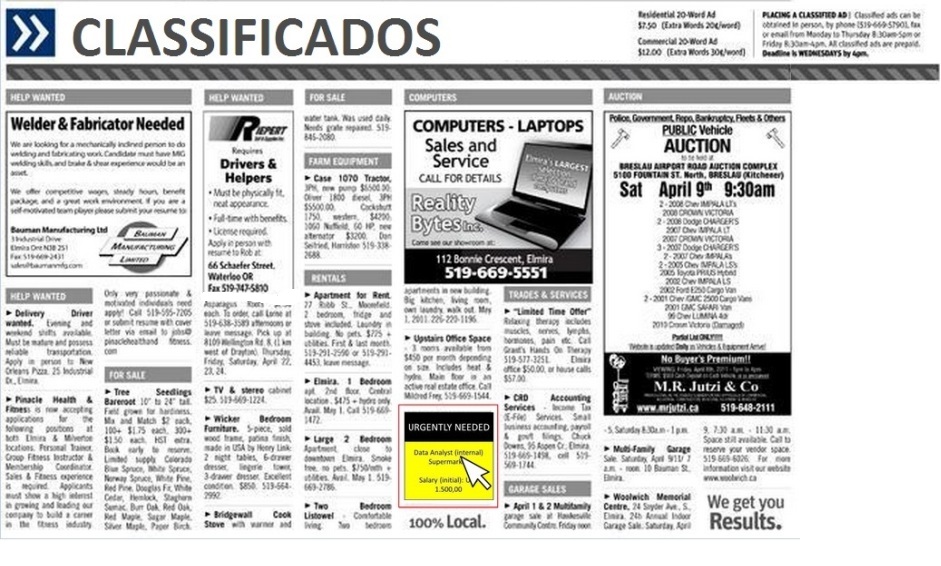 CLASSIFICADOS
Residential 20-Word Ad
$7.50 (Extra Words 20¢/word)
Commercial 20-Word Ad
$12.00 (Extra Words 30¢/word)
PLACING A CLASSIFIED AD | Classified ads can be
obtained in person, by phone (519-669-5790), fax
or email from Monday to Thursday 8:30am-5pm or
Friday 8:30am-4pm. All classified ads are prepaid.
Deadline is WEDNESDAYS by 4pm.
HELP WANTED
Welder & Fabricator Needed
We are looking for a mechanically inclined person to do
welding and fabricating work. Candidate must have MIG
welding skills, and brake & shear experience would be an
asset.
We offer competitive wages, steady hours, benefit
package, and a great work environment. If you are a
self-motivated team player please submit your resume to:
Bauman Manufacturing Ltd
3 Industrial Drive
Elmira Ont N3B 2S1
Fax 519-669-2431
sales@baumanmfg.com
BAUMAN
MANUFACTURING
LIMITED
HELP WANTED
► Delivery Driver
wanted. Evening and
weekend shifts available.
Must be mature and possess
reliable transportation.
Apply in person to New
Orleans Pizza. 25 Industrial
Dr., Elmira.
► Pinacle Health &
Fitness is now accepting
applications for the
following positions at
both Elmira & Milverton
locations. Personal Trainer,
Group Fitness Instructor &
Membership Coordinator.
Sales & Fitness experience
is required. Applicants
must show a high interest
in growing and leading our
company to build a career
in the fitness industry.
Only very passionate &
motivated individuals need
apply! Call 519-595-7205
or submit resume with cover
letter via email to jobs@
pinaclehealthand fitness.
com
FOR SALE
► Tree Seedlings
Bareroot 10" to 24" tall.
Field grown for hardiness.
Mix and Match $2 each,
100+ $1.75 each, 300+
$1.50 each, HST extra.
Book early to reserve.
Limited supply Colorado
Blue Spruce, White Spruce,
Norway Spruce, White Pine,
Red Pine, Douglas Fir, White
Cedar, Hemlock, Staghorn
Sumac, Burr Oak, Red Oak,
Red Maple, Sugar Maple,
Silver Maple, Paper Birch.
HELP WANTED
RIEPERT
Requires
Drivers &
Helpers
• Must be physically fit,
neat appearance.
• Full-time with benefits.
• License required.
Apply in person with
resume to Rob at:
66 Schaefer Street,
Waterloo OR
Fax 519-747-5810
Asparagus Roots
each. To order, call Lorne at
519-638-3589 afternoons or
leave message. Pick up at
8109 Wellington Rd. 8, (1 km
west of Drayton) Thursday,
Friday, Saturday, April 22,
23, 24.
► TV & stereo cabinet
$25. 519-669-1224.
► Wicker Bedroom
Furniture. 5-piece, solid
wood frame, patina finish,
made in USA by Henry Link.
2 night tables, 6-drawer
dresser, lingerie tower,
3-drawer dresser. Excellent
condition. $850. 519-664-
2992.
► Bridgewall Cook
Stove with warmer and
FOR SALE
water tank. Was used daily.
Needs grate repaired. 519-
846-2080.
FARM EQUIPMENT
► Case 1070 Tractor,
3PH, new pump $6500.00;
Oliver 1800 diesel, 3PH
$5500.00. Cockshutt
1750, western, $4200;
1060 Nuffield, 60 HP, new
alternator $3200. Dan
Seifried, Harriston 519-338-
2688.
RENTALS
► Apartment for Rent.
27 Robb St., Moorefield.
2 bedroom, fridge and
stove included. Laundry in
building. No pets. $725 +
utilities. First & last month.
519-291-2590 or 519-291-
4453, leave message.
► Elmira. 1 Bedroom
apt. 2nd floor. Central
location, $475 + hydro only.
Avail. May 1. Call 519-669-
1472.
► Large 2 Bedroom
Apartment, close to
downtown Elmira. Smoke
free, no pets. $750/mth +
utilities. Avail. May 1. 519-
669-2786.
► Two Bedroom
Listowel - Comfortable
living. Two bedroom
COMPUTERS
COMPUTERS - LAPTOPS
Sales and
Service
CALL FOR DETAILS
Elmira's LARGEST
Reality
Bytes Inc.
Come see our showroom at:
112 Bonnie Crescent, Elmira
519-669-5551
apartments in new building.
Big kitchen, living room,
own laundry, walk out. May
1, 2011. 226-220-1196.
► Upstairs Office Space
- 3 rooms available from
$450 per month depending
on size. Includes heat &
hydro. Main floor in an
active real estate office. Call
Mildred Frey, 519-669-1544.
URGENTLY NEEDED
Data Analyst (internal)
Supermark
Salary (initial): U
1.500,00
100% Local.
TRADES & SERVICES
► "Limited Time Offer"
Relaxing therapy includes
muscles, nerves, lymphs,
hormones, pain etc. Call
Grant's Hands On Therapy
519-577-3251. Elmira
office $50.00, or house calls
$57.00.
► CRD Accounting
Services - Income Tax
(E-File) Services. Small
business accounting, payroll
& govt filings. Chuck
Downs, 95 Aspen Cr., Elmira.
519-669-1498, cell 519-
569-1744.
GARAGE SALES
► April 1 & 2 Multifamily
garage sale at Hawkesville
Community Centre. Friday noon
AUCTION
Police, Government, Repo, Bankruptcy, Fleets & Others
PUBLIC Vehicle
AUCTION
to be held at
BRESLAU AIRPORT ROAD AUCTION COMPLEX
5100 FOUNTAIN ST. North, BRESLAU (Kitchener)
Sat April 9th 9:30am
2 - 2008 Chev IMPALA LT's
2008 CROWN VICTORIA
2 - 2008 Dodge CHARGER'S
2007 Chev IMPALA LT
2007 CROWN VICTORIA
3 - 2007 Dodge CHARGER'S
2 - 2007 Chev IMPALA's
2 - 2005 Chev IMPALA LS's
2005 Toyota PRIUS Hybrid
2002 Chev IMPALA LS
2002 Ford E250 Cargo Van
2 - 2001 Chev GMC 2500 Cargo Vans
2001 GMC SAFARI Van
95 Chev LUMINA 4dr
2010 Crown Victoria (Damaged)
Partial List ONLY!!!!
Website is updated Daily as Vehicles & Equipment Arrive!
No Buyer's Premium!!
M.R. Jutzi & Co
www.mrjutzi.ca 519-648-2111
- 5, Saturday 8:30a.m - 1 p.m.
► Multi-Family Garage
Sale. Saturday, April 9
a.m. - noon. 10 Bauman St.,
Elmira.
► Woolwich Memorial
Centre, 24 Snyder Ave., S.,
Elmira. 24h Annual Indoor
Garage Sale. Saturday, April
9, 7:30 a.m. - 11:30 a.m.
Space still available. Call to
reserve your vendor space.
519-669-6026. For more
information visit our website
www.woolwich.ca
We get you
Results.